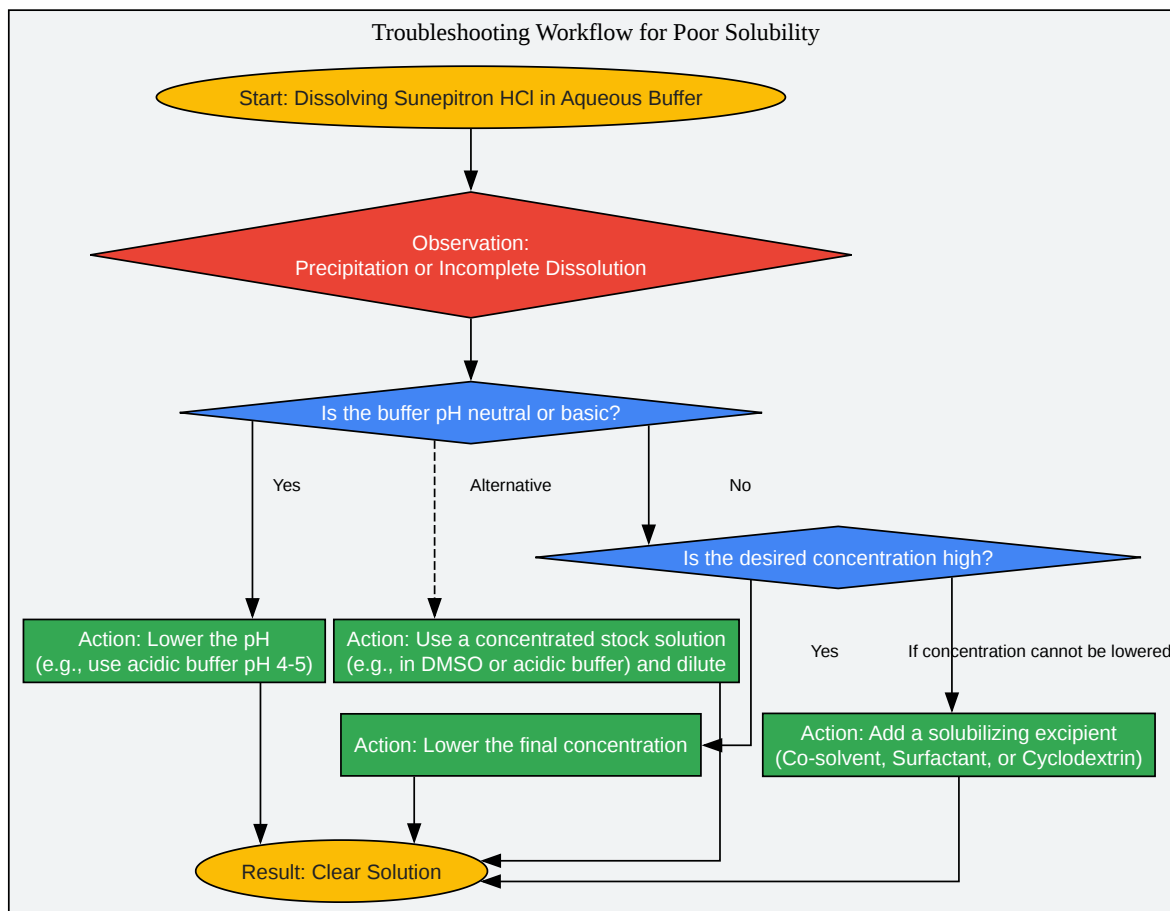 Troubleshooting Workflow for Poor Solubility
Start: Dissolving Sunepitron HCl in Aqueous Buffer
Observation:
Precipitation or Incomplete Dissolution
Is the buffer pH neutral or basic?
Yes
Alternative
No
Is the desired concentration high?
Action: Lower the pH
(e.g., use acidic buffer pH 4-5)
Action: Use a concentrated stock solution
(e.g., in DMSO or acidic buffer) and dilute
Yes
If concentration cannot be lowered
Action: Lower the final concentration
Action: Add a solubilizing excipient
(Co-solvent, Surfactant, or Cyclodextrin)
Result: Clear Solution